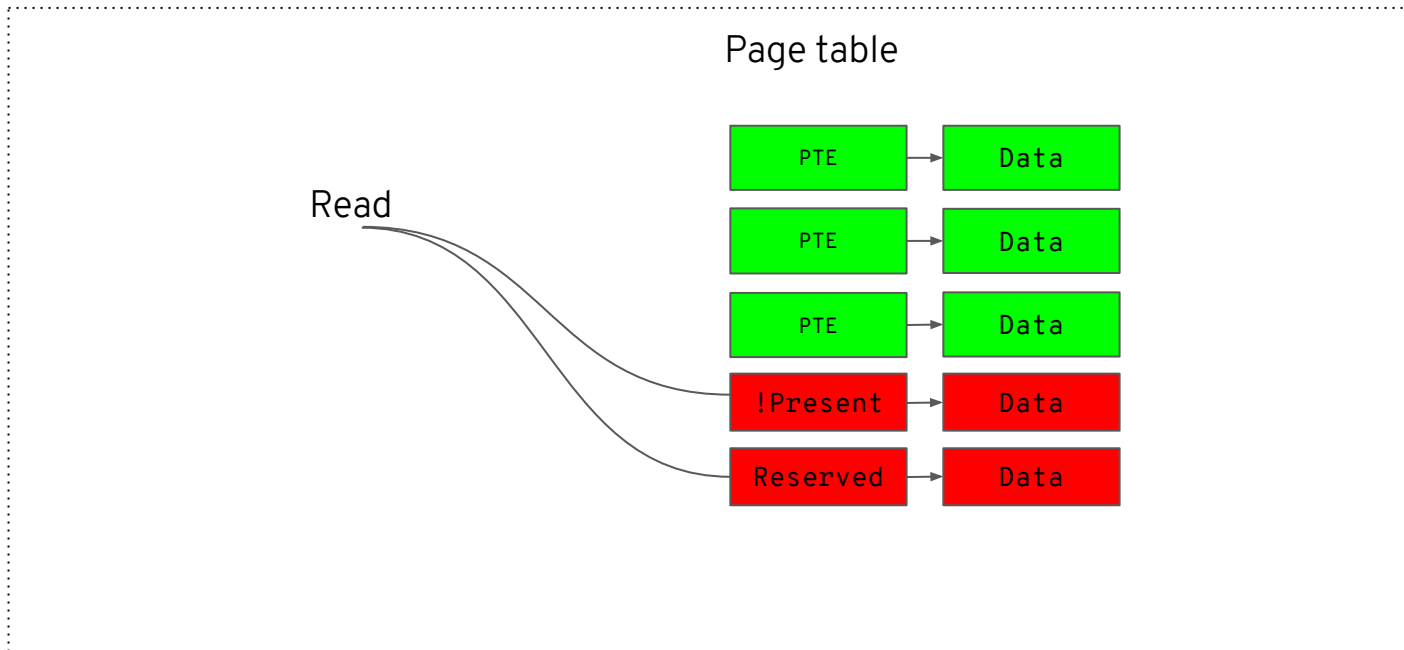 Page table
PTE
Data
Read
PTE
Data
PTE
Data
!Present
Data
Reserved
Data